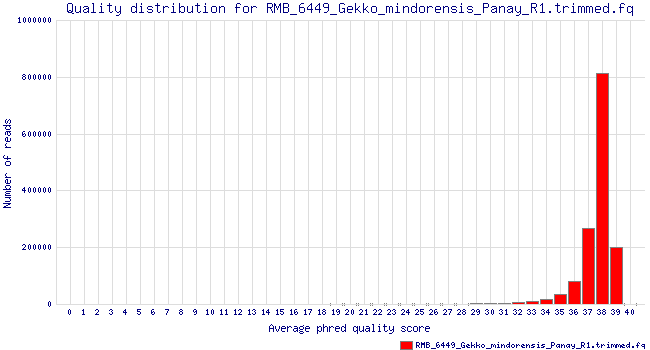 Quality distribution for RMB_6449_Gekko_mindorensis_Panay_R1.trimmed.fq
1000000
800000
600000
400000
200000
0
Number of reads
0 1 2 3 4 5 6 7 8 9 10 11 12 13 14 15 16 17 18 19 20 21 22 23 24 25 26 27 28 29 30 31 32 33 34 35 36 37 38 39 40
Average phred quality score
RMB_6449_Gekko_mindorensis_Panay_R1.trimmed.fq